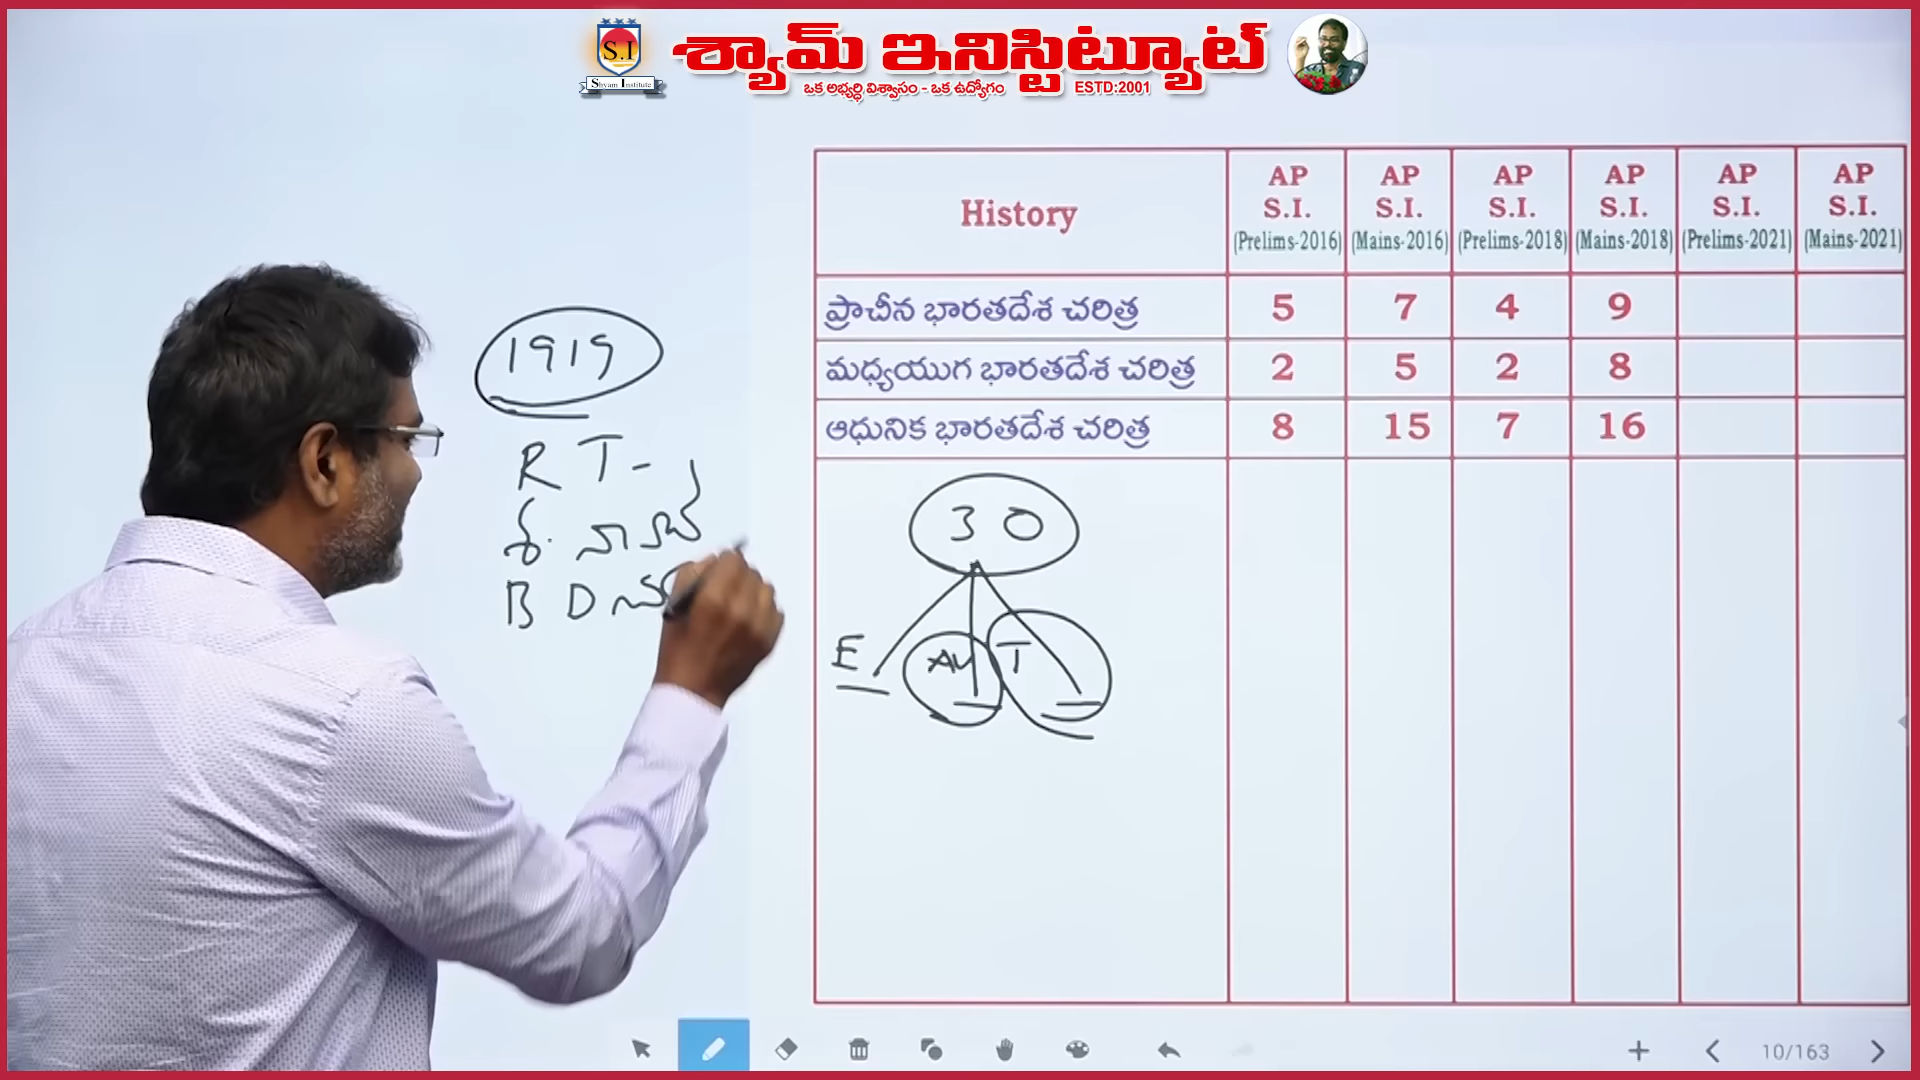 S.I
Shyam Institute
శ్యామ్ ఇనిస్టిట్యూట్
ఒక అభ్యర్ధి విశ్వాసం - ఒక ఉద్యోగం ESTD:2001
History
AP S.I. (Prelims-2016)
AP S.I. (Mains-2016)
AP S.I. (Prelims-2018)
AP S.I. (Mains-2018)
AP S.I. (Prelims-2021)
AP S.I. (Mains-2021)
ప్రాచీన భారతదేశ చరిత్ర 5 7 4 9
మధ్యయుగ భారతదేశ చరిత్ర 2 5 2 8
ఆధునిక భారతదేశ చరిత్ర 8 15 7 16
1919
R T-
B D
30
E
T
10/163